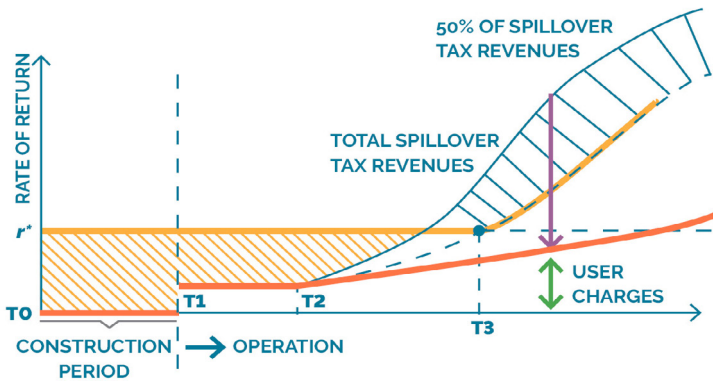 50% OF SPILLOVER
TAX REVENUES
RATE OF RETURN
TOTAL SPILLOVER
TAX REVENUES
r*
T1
T2
USER
CHARGES
T0
T3
CONSTRUCTION
PERIOD
OPERATION